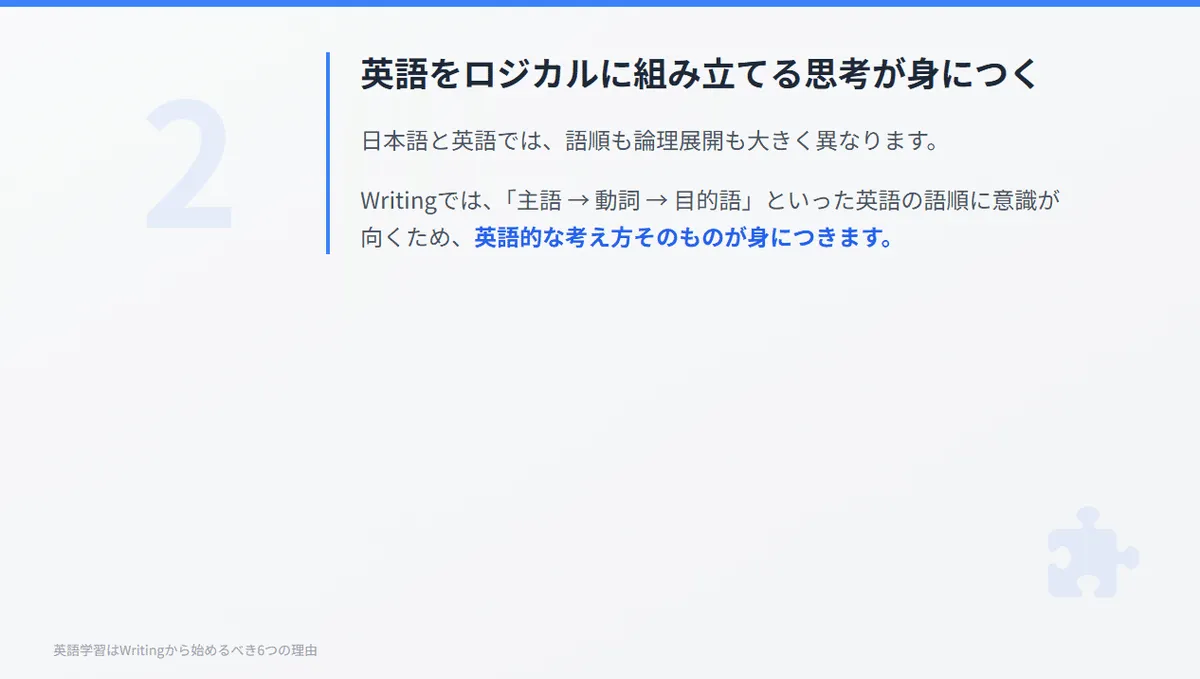 2
英語をロジカルに組み立てる思考が身につく
日本語と英語では、語順も論理展開も大きく異なります。
Writingでは、「主語 → 動詞 → 目的語」といった英語の語順に意識が
向くため、英語的な考え方そのものが身につきます。
英語学習はWritingから始めるべき6つの理由